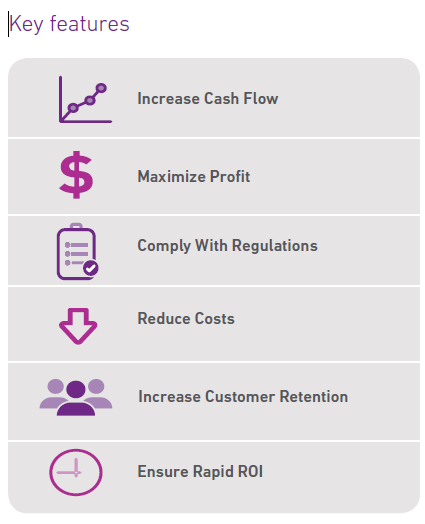 Key features
Increase Cash Flow
$
Maximize Profit
Comply With Regulations
Reduce Costs
Increase Customer Retention
Ensure Rapid ROI